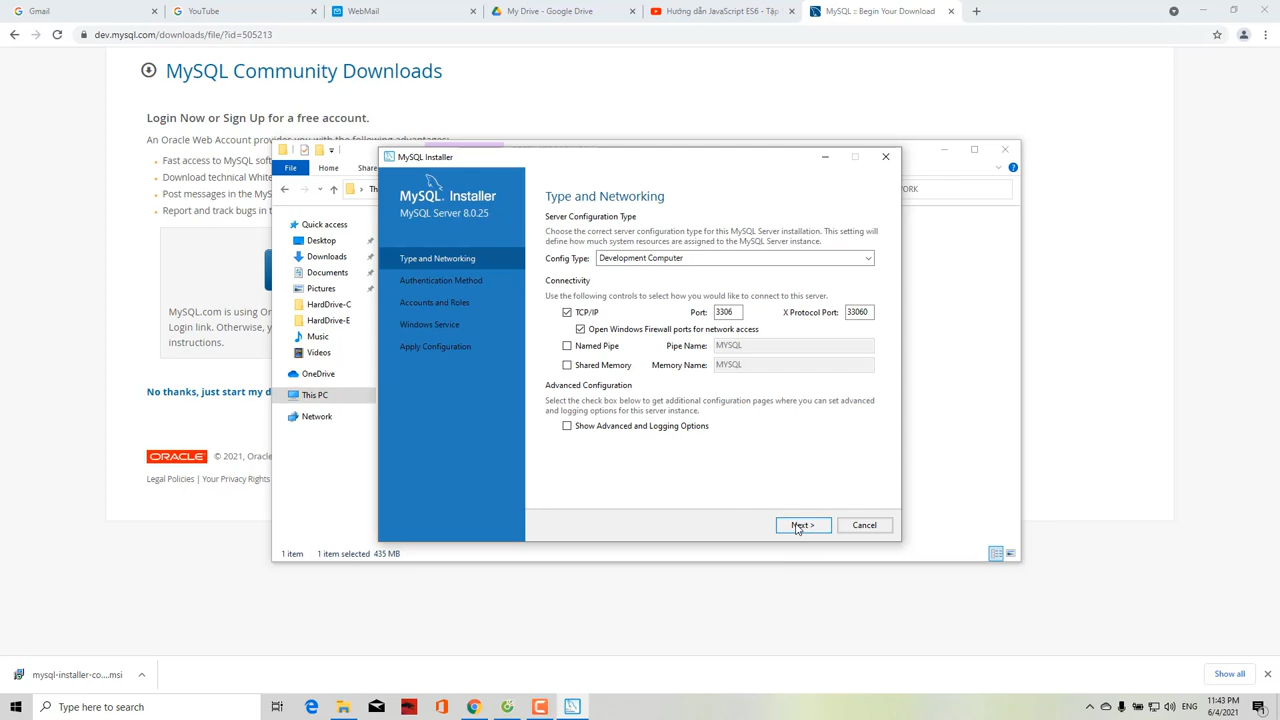 Gmail
YouTube
WebMail
My Drive - Google Drive
Hướng dẫn JavaScript ES6 - Tập
MySQL :: Begin Your Download
dev.mysql.com/downloads/file/?id=505213
MySQL Community Downloads
Login Now or Sign Up for a free account.
An Oracle Web Account provides you with the following advantages:
Fast access to MySQL soft
Download technical White
Post messages in the MyS
Report and track bugs in t
MySQL.com is using Or
Login link. Otherwise, y
instructions.
No thanks, just start my d
ORACLE © 2021, Oracle
Legal Policies | Your Privacy Rights
File
Home
Share
Th
ORK
Quick access
Desktop
Downloads
Documents
Pictures
HardDrive-C
HardDrive-E
Music
Videos
OneDrive
This PC
Network
1 item 1 item selected 435 MB
MySQL Installer
MySQL. Installer
MySQL Server 8.0.25
Type and Networking
Authentication Method
Accounts and Roles
Windows Service
Apply Configuration
Type and Networking
Server Configuration Type
Choose the correct server configuration type for this MySQL Server installation. This setting will
define how much system resources are assigned to the MySQL Server instance.
Config Type: Development Computer
Connectivity
Use the following controls to select how you would like to connect to this server.
TCP/IP Port: 3306 X Protocol Port: 33060
Open Windows Firewall ports for network access
Named Pipe Pipe Name: MYSQL
Shared Memory Memory Name: MYSQL
Advanced Configuration
Select the check box below to get additional configuration pages where you can set advanced
and logging options for this server instance.
Show Advanced and Logging Options
Next >
Cancel
mysql-installer-co....msi
Show all
Type here to search
ENG
11:43 PM
6/4/2021